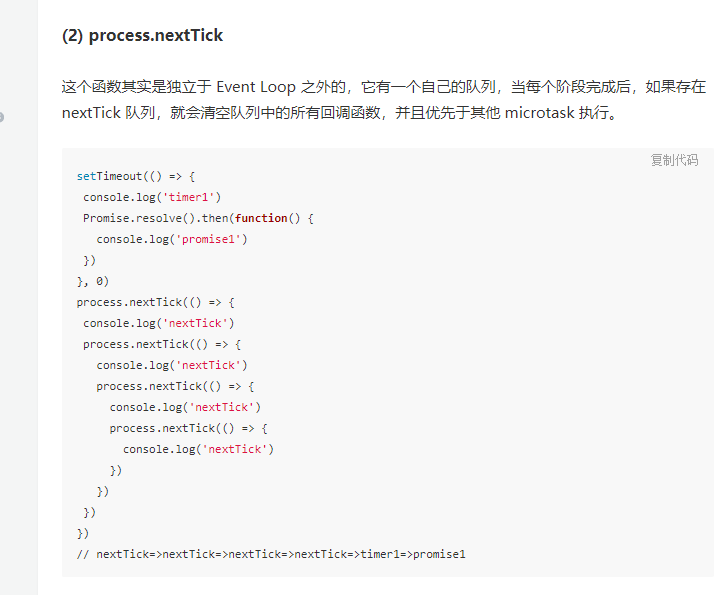 (2) process.nextTick
这个函数其实是独立于 Event Loop 之外的，它有一个自己的队列，当每个阶段完成后，如果存在
nextTick 队列，就会清空队列中的所有回调函数，并且优先于其他 microtask 执行。
复制代码
setTimeout(() => {
 console.log('timer1')
 Promise.resolve().then(function() {
   console.log('promise1')
 })
}, 0)
process.nextTick(() => {
 console.log('nextTick')
 process.nextTick(() => {
   console.log('nextTick')
   process.nextTick(() => {
     console.log('nextTick')
     process.nextTick(() => {
       console.log('nextTick')
     })
   })
 })
})
// nextTick=>nextTick=>nextTick=>nextTick=>timer1=>promise1